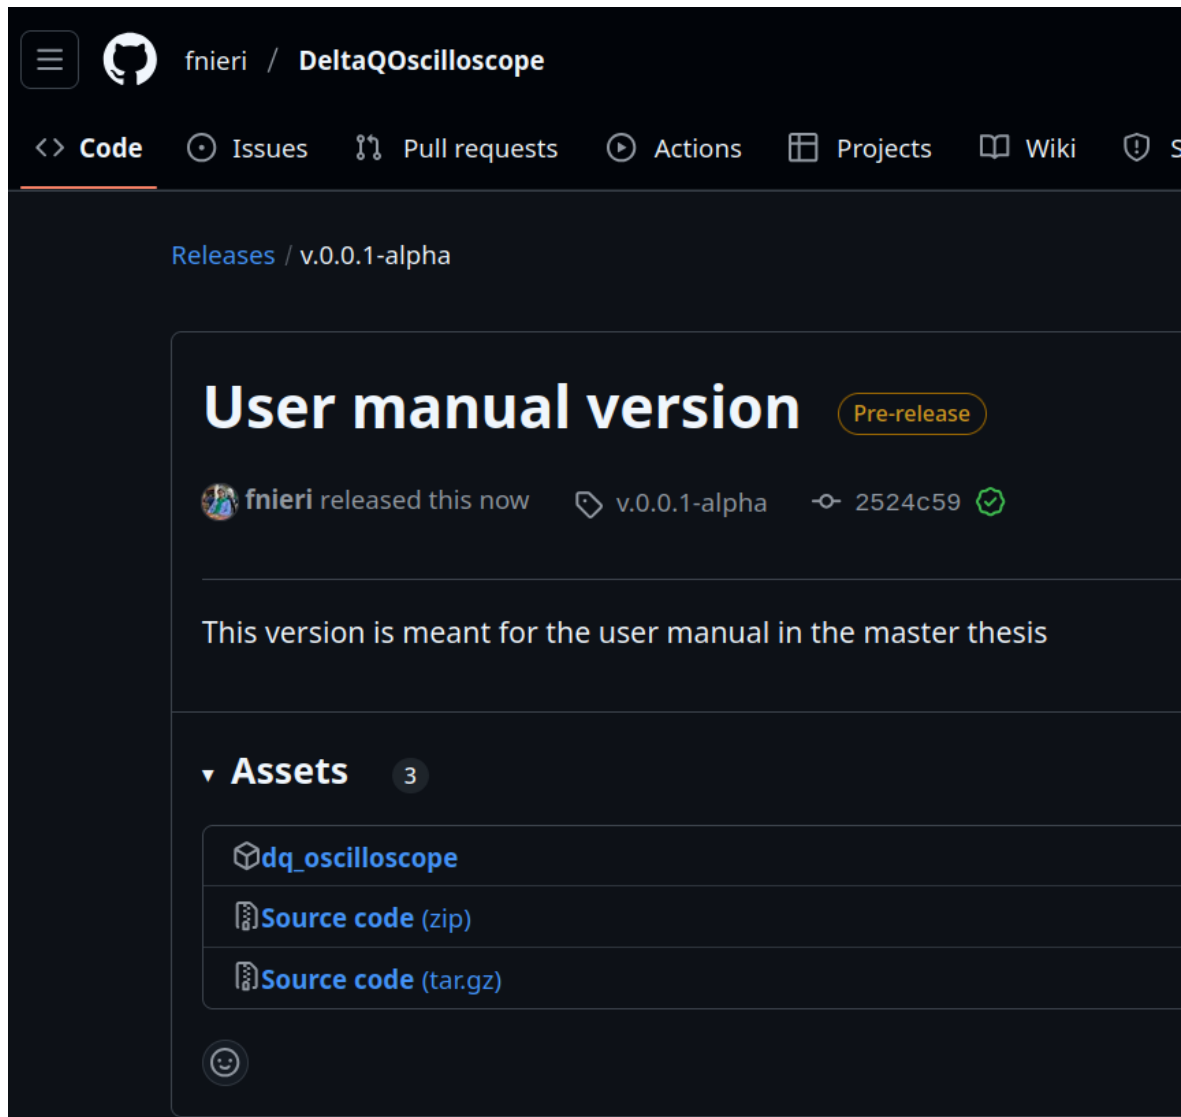 fnieri / DeltaQOscilloscope
<> Code Issues Pull requests Actions Projects Wiki S
Releases / v.0.0.1-alpha
User manual version Pre-release
fnieri released this now v.0.0.1-alpha 2524c59
This version is meant for the user manual in the master thesis
Assets 3
dq_oscilloscope
Source code (zip)
Source code (tar.gz)